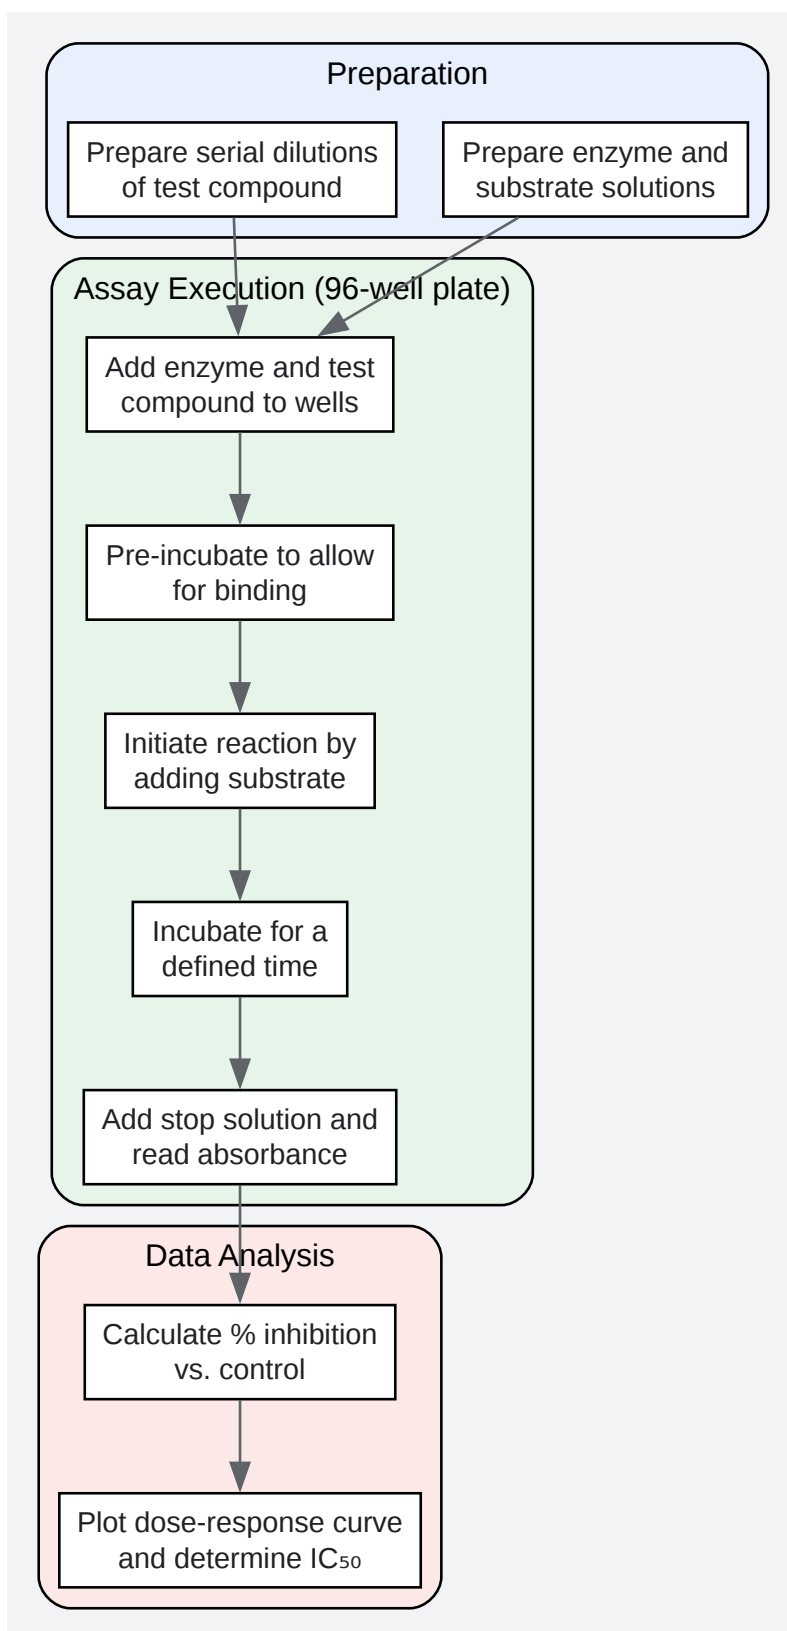 Preparation
Prepare serial dilutions
of test compound
Prepare enzyme and
substrate solutions
Assay Execution (96-well plate)
Add enzyme and test
compound to wells
Pre-incubate to allow
for binding
Initiate reaction by
adding substrate
Incubate for a
defined time
Add stop solution and
read absorbance
Data Analysis
Calculate % inhibition
vs. control
Plot dose-response curve
and determine IC₅₀